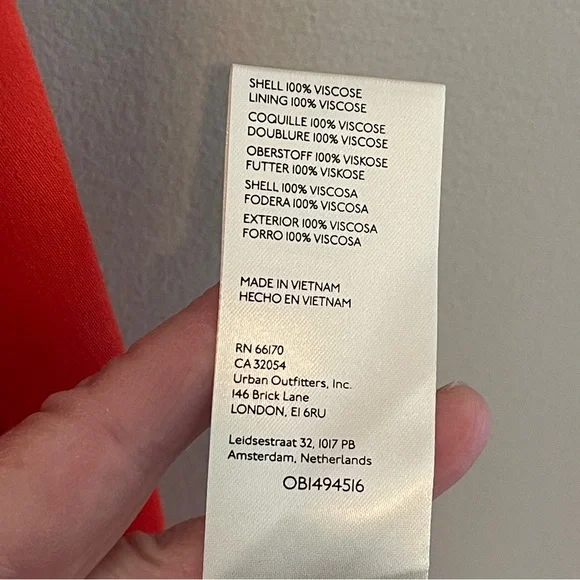 SHELL 100% VISCOSE
LINING 100% VISCOSE
COQUILLE 100% VISCOSE
DOUBLURE 100% VISCOSE
OBERSTOFF 100% VISKOSE
FUTTER 100% VISKOSE
SHELL 100% VISCOSA
FODERA 100% VISCOSA
EXTERIOR 100% VISCOSA
FORRO 100% VISCOSA
MADE IN VIETNAM
HECHO EN VIETNAM
RN 66170
CA 32054
Urban Outfitters, Inc.
146 Brick Lane
LONDON, E1 6RU
Leidsestraat 32, 1017 PB
Amsterdam, Netherlands
OB1494516